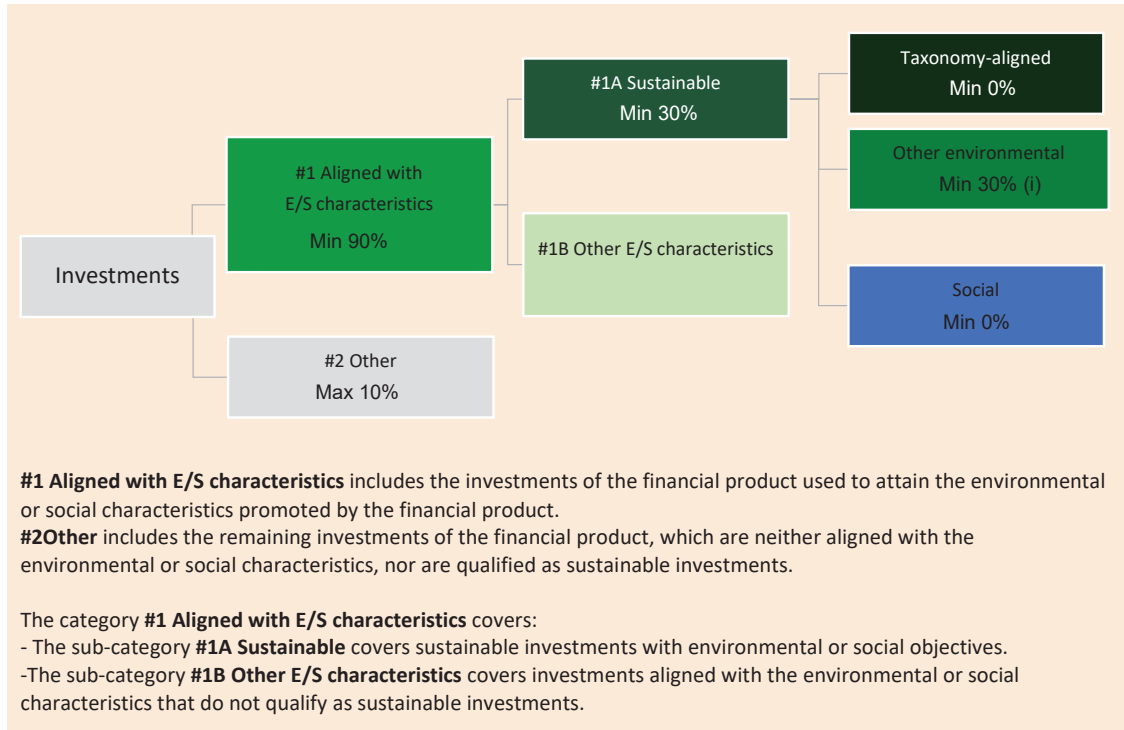 Investments
#1 Aligned with
E/S characteristics
Min 90%
#2 Other
Max 10%
#1A Sustainable
Min 30%
#1B Other E/S characteristics
Taxonomy-aligned
Min 0%
Other environmental
Min 30% (i)
Social
Min 0%
#1 Aligned with E/S characteristics includes the investments of the financial product used to attain the environmental
or social characteristics promoted by the financial product.
#2Other includes the remaining investments of the financial product, which are neither aligned with the
environmental or social characteristics, nor are qualified as sustainable investments.
The category #1 Aligned with E/S characteristics covers:
- The sub-category #1A Sustainable covers sustainable investments with environmental or social objectives.
-The sub-category #1B Other E/S characteristics covers investments aligned with the environmental or social
characteristics that do not qualify as sustainable investments.